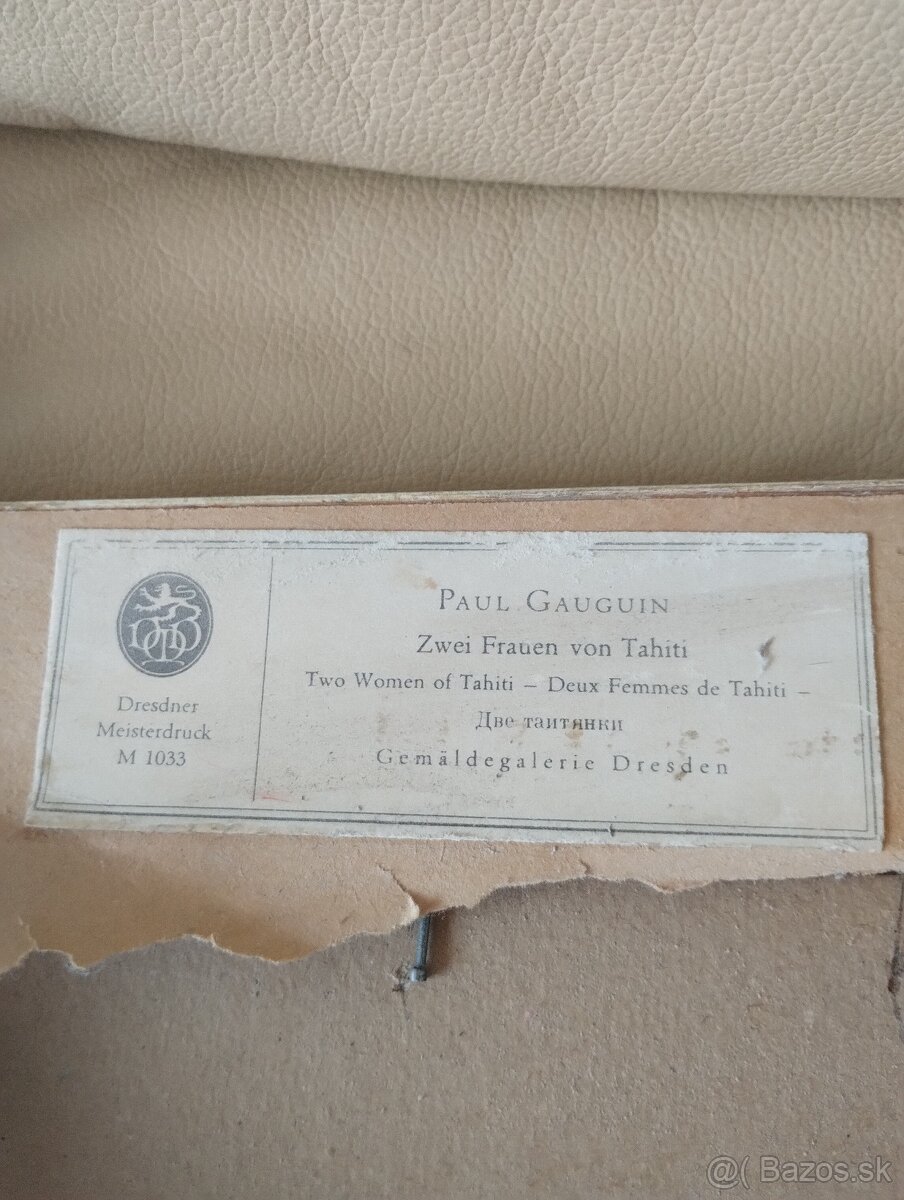 Dresdner
Meisterdruck
M 1033
PAUL GAUGUIN
Zwei Frauen von Tahiti
Two Women of Tahiti – Deux Femmes de Tahiti –
Две таитянки
Gemäldegalerie Dresden
@( Bazos.sk